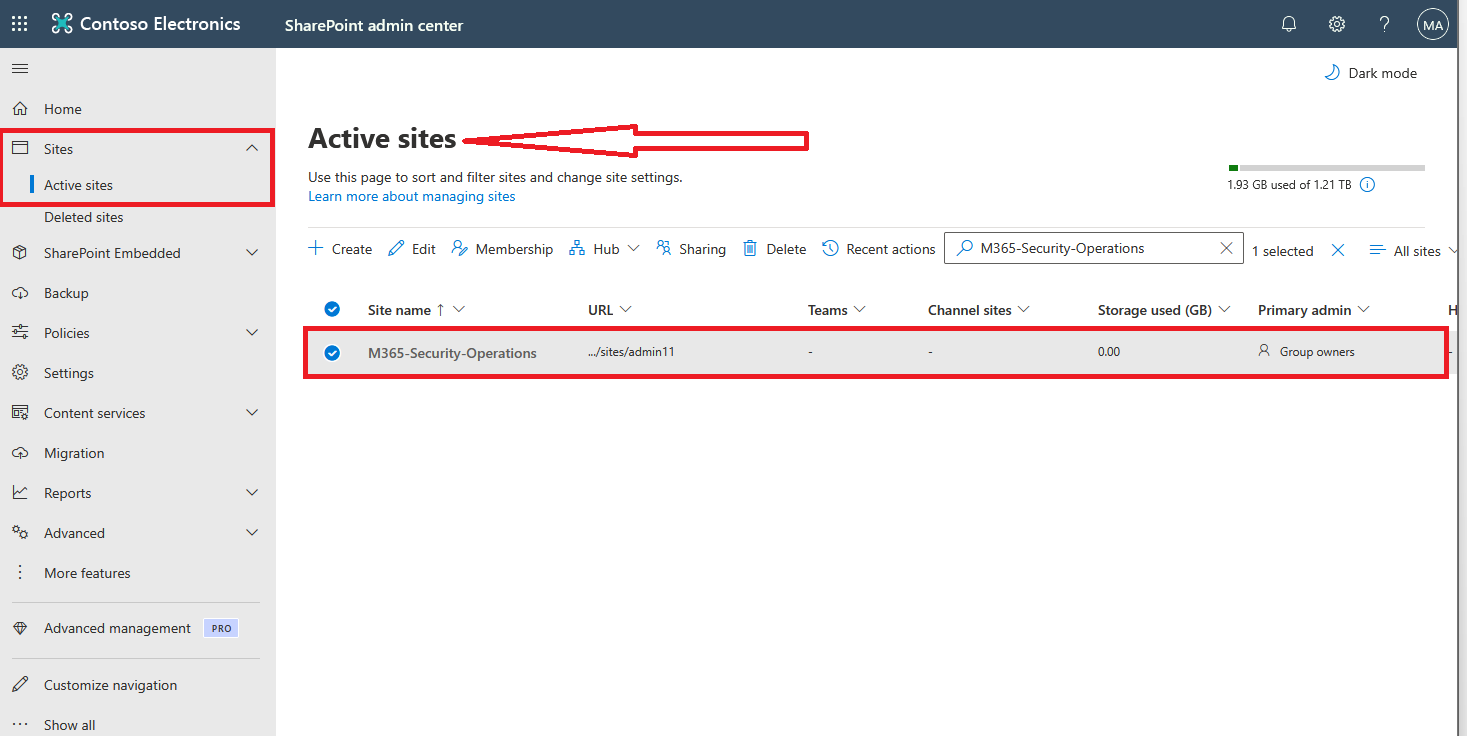 Contoso Electronics
SharePoint admin center
MA
Dark mode
Home
Sites
Active sites
Deleted sites
SharePoint Embedded
Backup
Policies
Settings
Content services
Migration
Reports
Advanced
More features
Advanced management PRO
Customize navigation
Show all
Active sites
Use this page to sort and filter sites and change site settings.
Learn more about managing sites
1.93 GB used of 1.21 TB
Create Edit Membership Hub Sharing Delete Recent actions M365-Security-Operations 1 selected All sites
Site name ↑ URL Teams Channel sites Storage used (GB) Primary admin H
M365-Security-Operations .../sites/admin11 - - 0.00 Group owners -